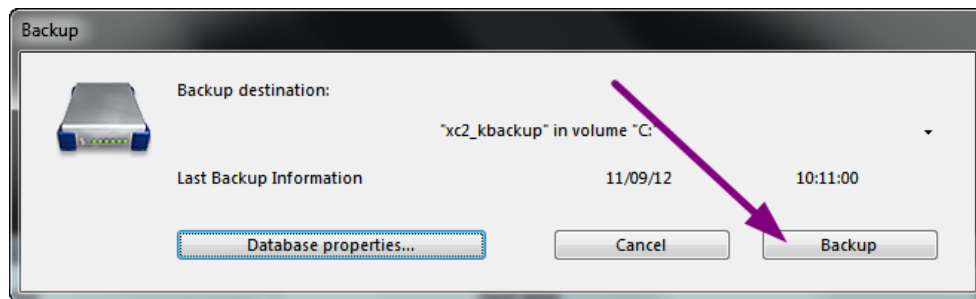 Backup
Backup destination:
"xc2_kbackup" in volume "C:"
Last Backup Information 11/09/12 10:11:00
Database properties... Cancel Backup